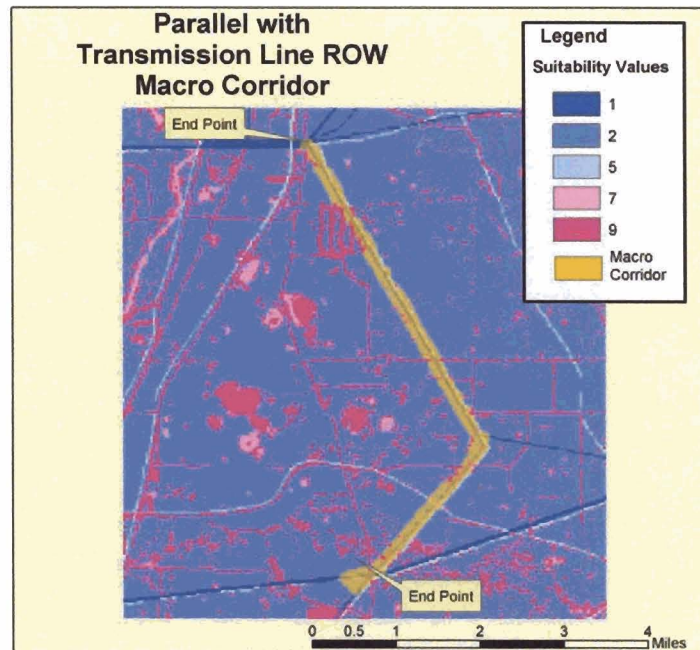 Parallel with
Transmission Line ROW
Macro Corridor
Legend
Suitability Values
1
2
5
7
9
Macro
Corridor
End Point
End Point
0 0.5 1 2 3 4
Miles